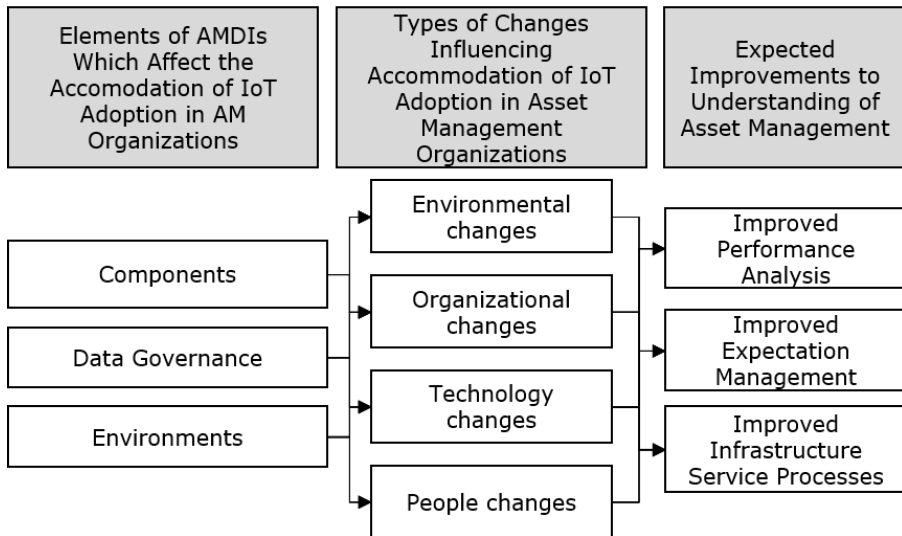 Elements of AMDIs
Which Affect the
Accomodation of IoT
Adoption in AM
Organizations
Types of Changes
Influencing
Accommodation of IoT
Adoption in Asset
Management
Organizations
Expected
Improvements to
Understanding of
Asset Management
Components
Data Governance
Environments
Environmental
changes
Organizational
changes
Technology
changes
People changes
Improved
Performance
Analysis
Improved
Expectation
Management
Improved
Infrastructure
Service Processes